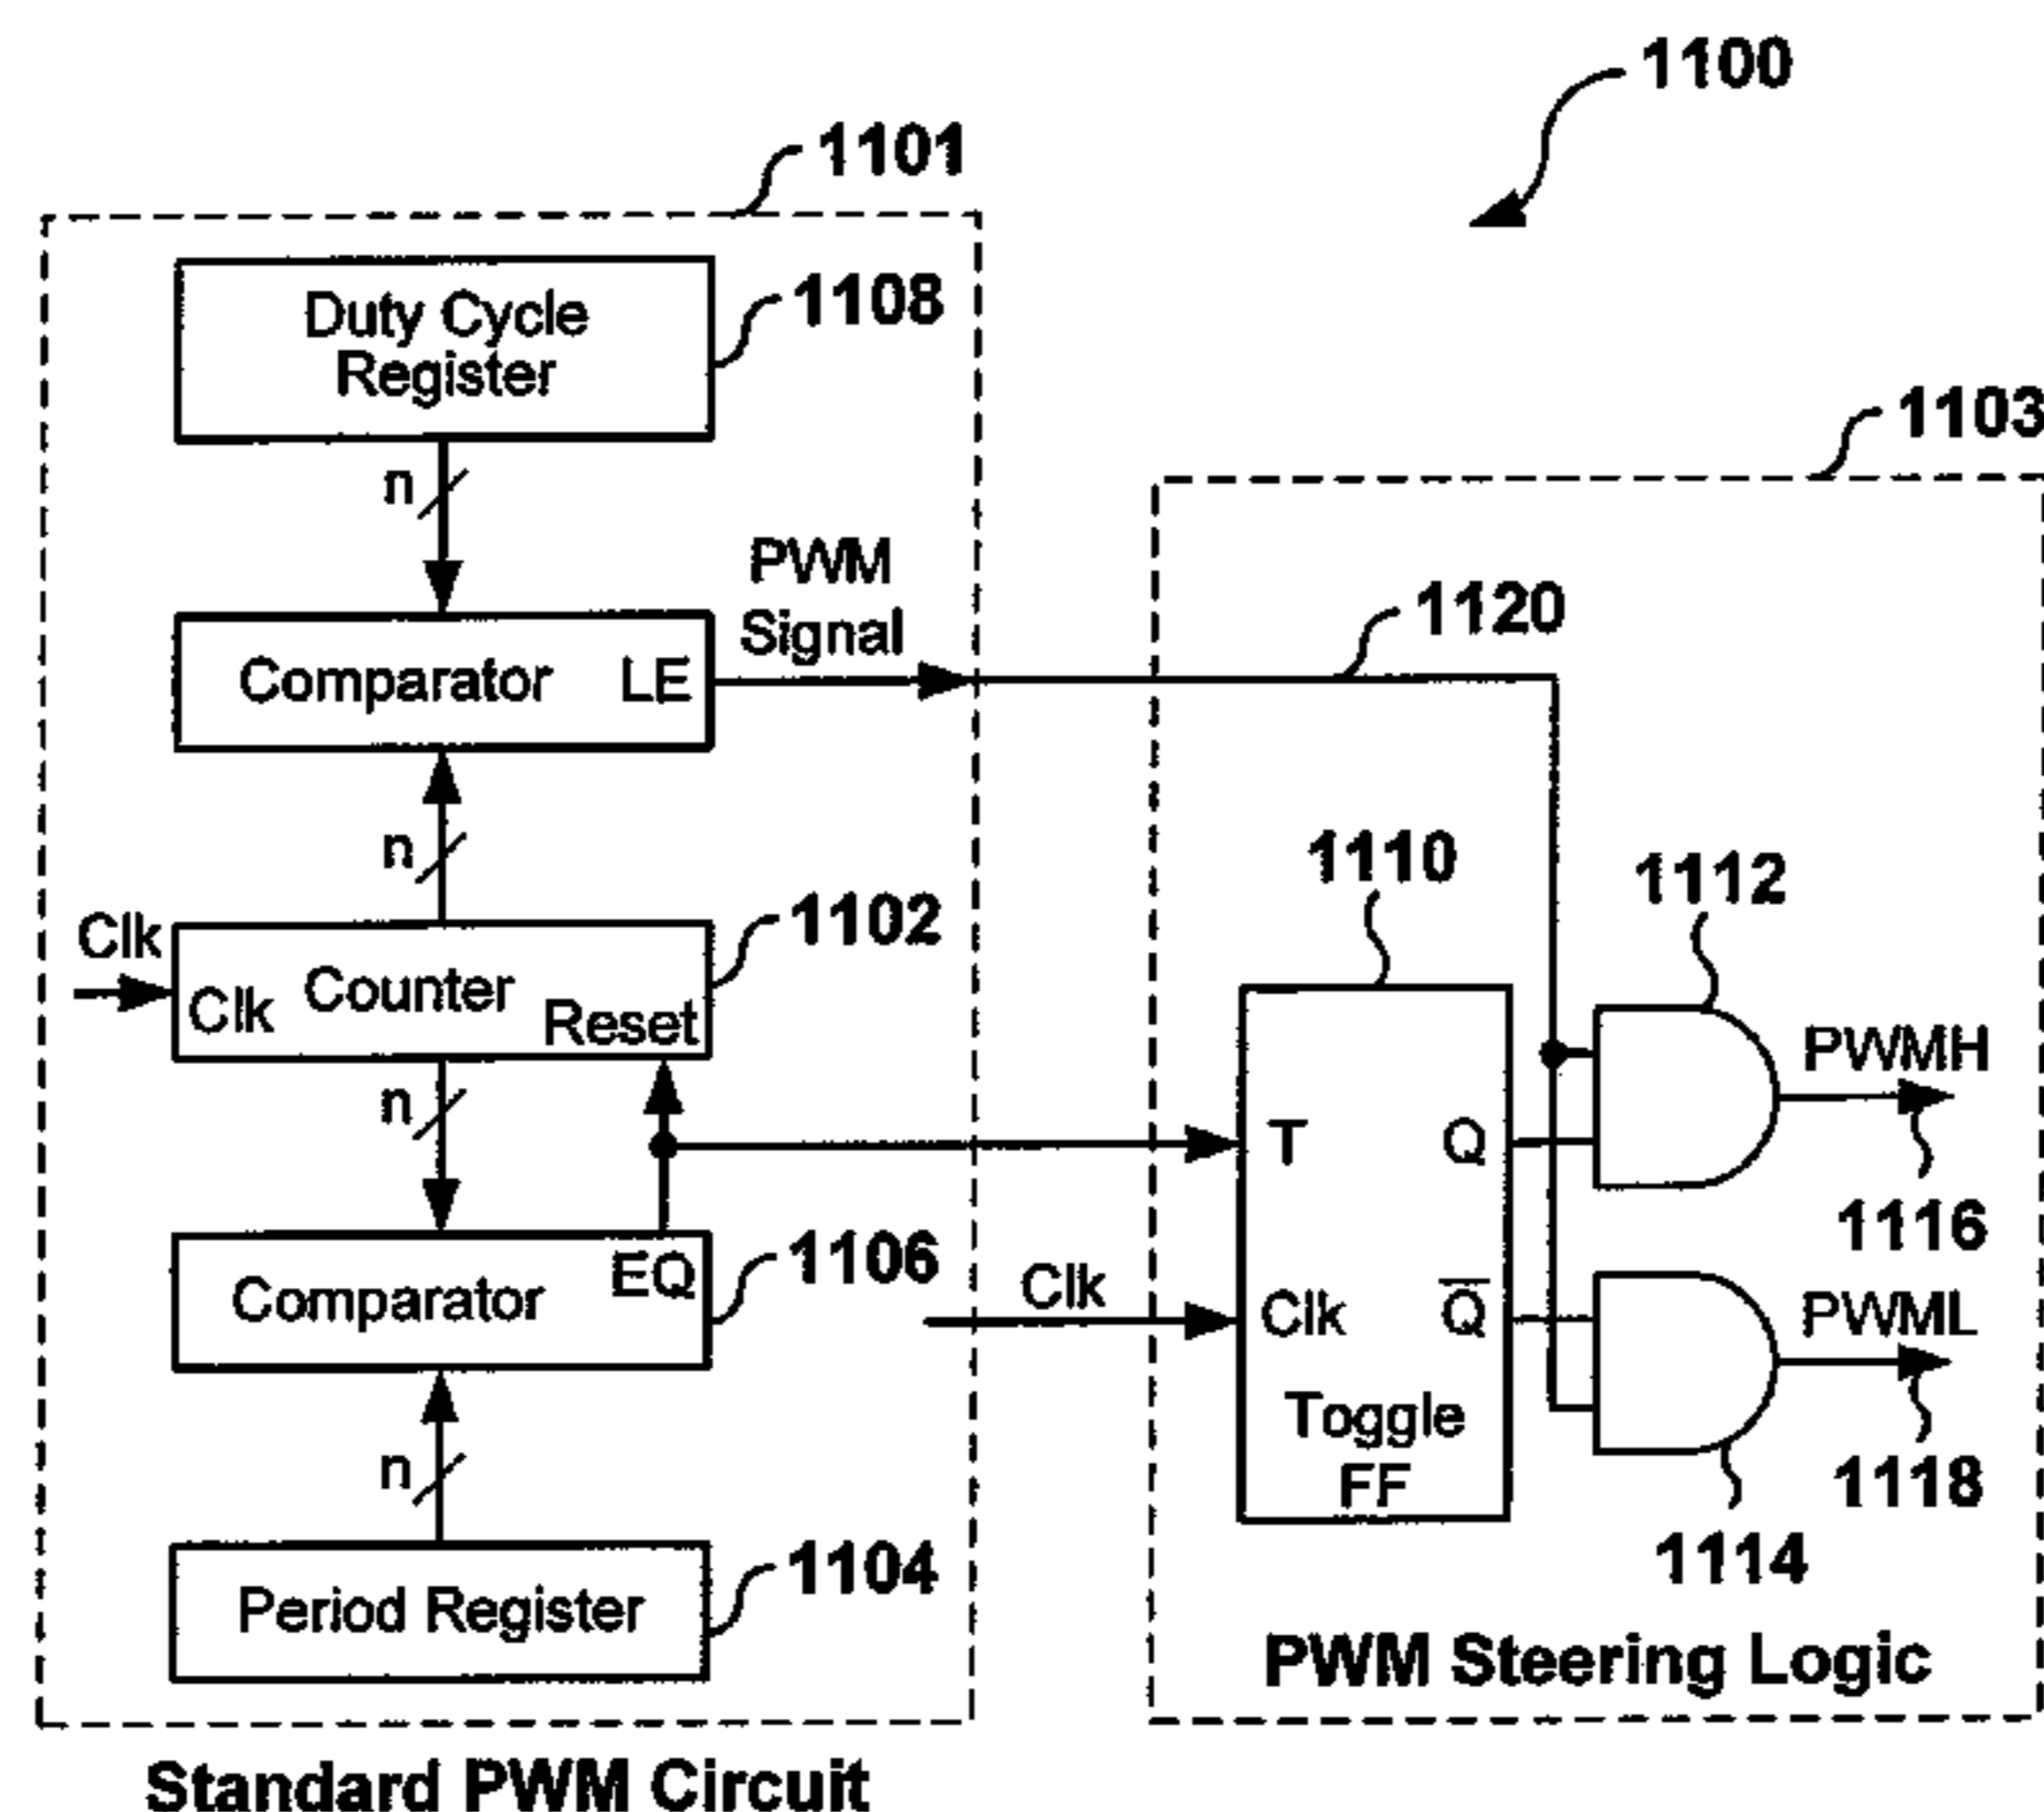 1100
1101
Duty Cycle
Register
1108
1103
n
PWM
Signal
1120
Comparator LE
n
1110
1112
Clk
1102
Clk Counter Reset
PWMH
n
T Q
1116
EQ
1106
Comparator
Clk
Clk Q
PWML
Toggle
FF
n
1118
1114
1104
Period Register
PWM Steering Logic
Standard PWM Circuit